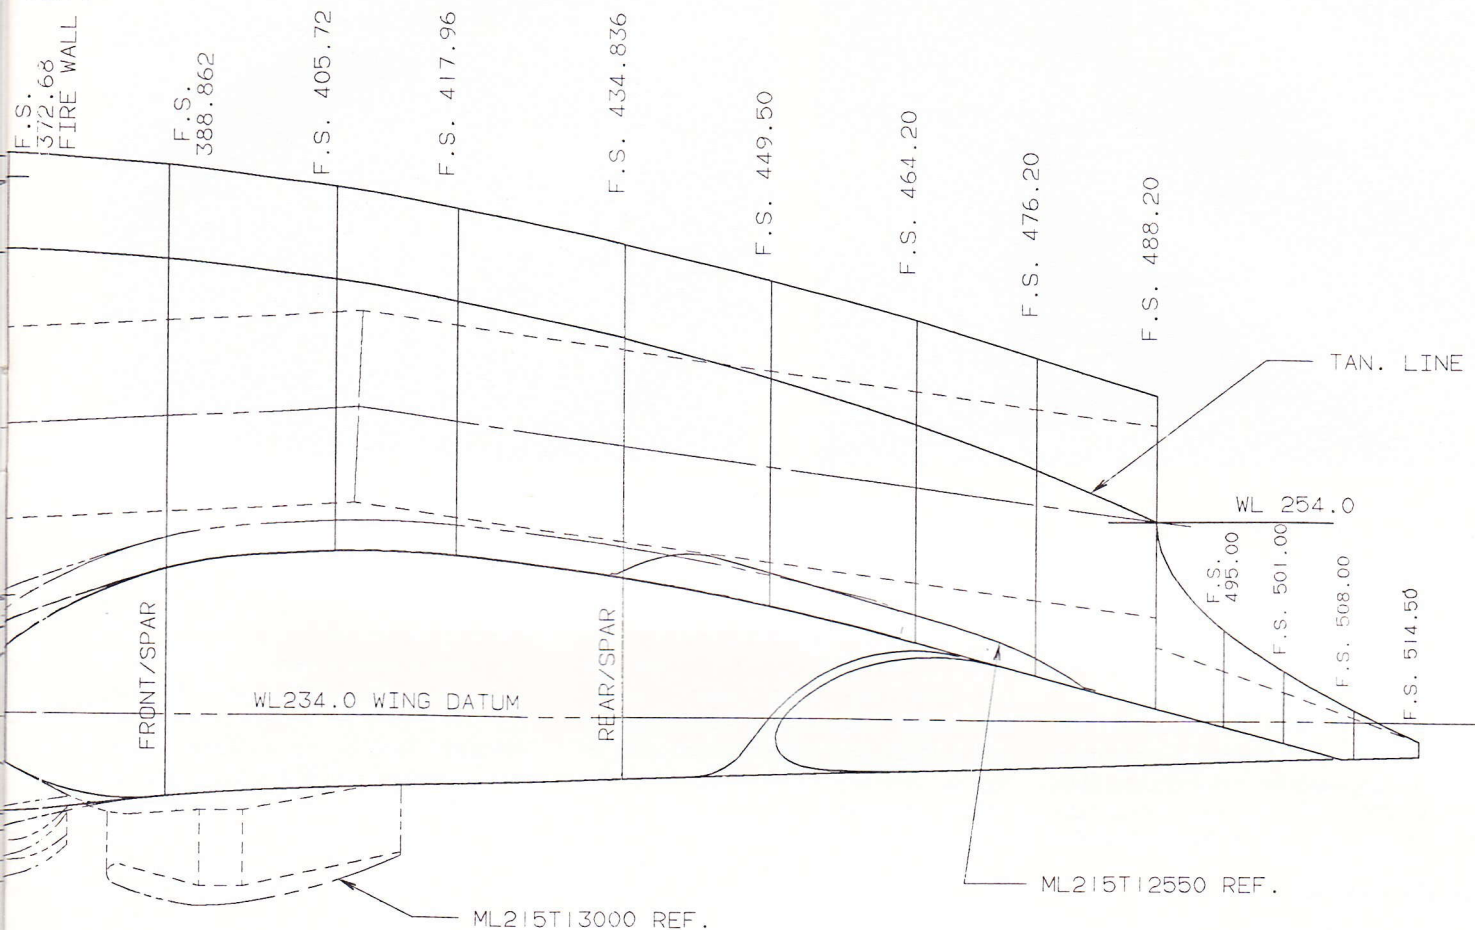 F.S.
372.68
FIRE WALL
F.S.
388.862
F.S. 405.72
F.S. 417.96
F.S. 434.836
F.S. 449.50
F.S. 464.20
F.S. 476.20
F.S. 488.20
TAN. LINE
WL 254.0
F.S.
495.00
F.S. 501.00
F.S. 508.00
F.S. 514.50
FRONT/SPAR
WL234.0 WING DATUM
REAR/SPAR
ML215T12550 REF.
ML215T13000 REF.